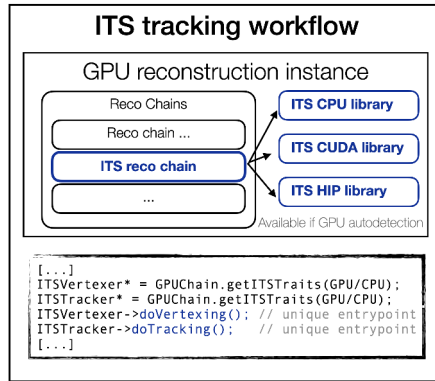 ITS tracking workflow
GPU reconstruction instance
Reco Chains
Reco chain ...
ITS reco chain
...
ITS CPU library
ITS CUDA library
ITS HIP library
Available if GPU autodetection
[...]
ITSVertexer* = GPUChain.getITSTraits(GPU/CPU);
ITSTracker* = GPUChain.getITSTraits(GPU/CPU);
ITSVertexer->doVertexing(); // unique entrypoint
ITSTracker->doTracking(); // unique entrypoint
[...]